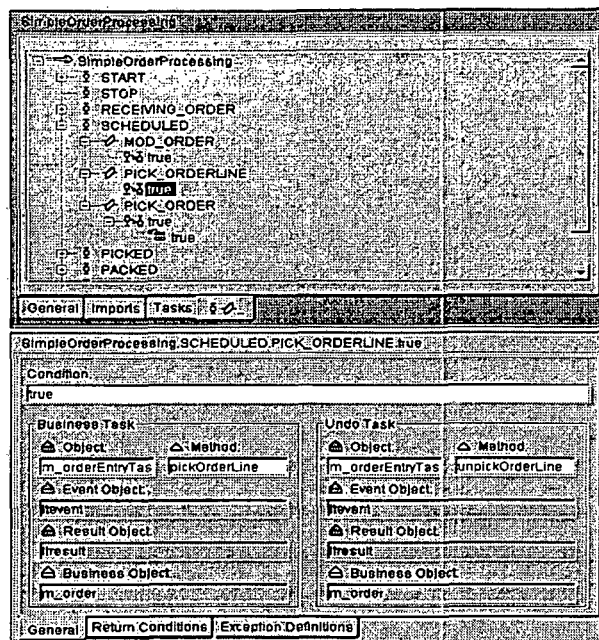 SimpleOrderProcessing
SimpleOrderProcessing
START
STOP
RECEIVING_ORDER
SCHEDULED
MOD_ORDER
true
PICK_ORDERLINE
true
PICK_ORDER
true
true
PICKED
PACKED
General Imports Tasks
SimpleOrderProcessing.SCHEDULED.PICK_ORDERLINE.true
Condition
true
Business Task Undo Task
Object Method Object Method
m_orderEntryTas pickOrderLine m_orderEntryTas unpickOrderLine
Event Object Event Object
ltevent ltevent
Result Object Result Object
ltresult ltresult
Business Object Business Object
m_order m_order
General Return Conditions Exception Definitions